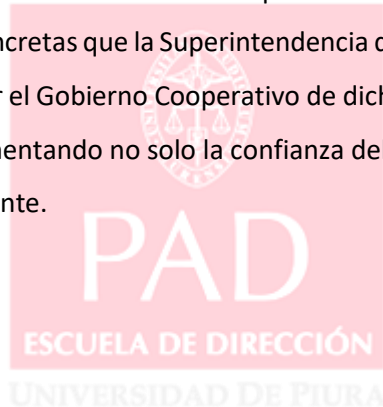 ncretas que la Superintendencia
r el Gobierno Cooperativo de dich
nentando no solo la confianza de
nte.
PAD
ESCUELA DE DIRECCIÓN
UNIVERSIDAD DE PIURA